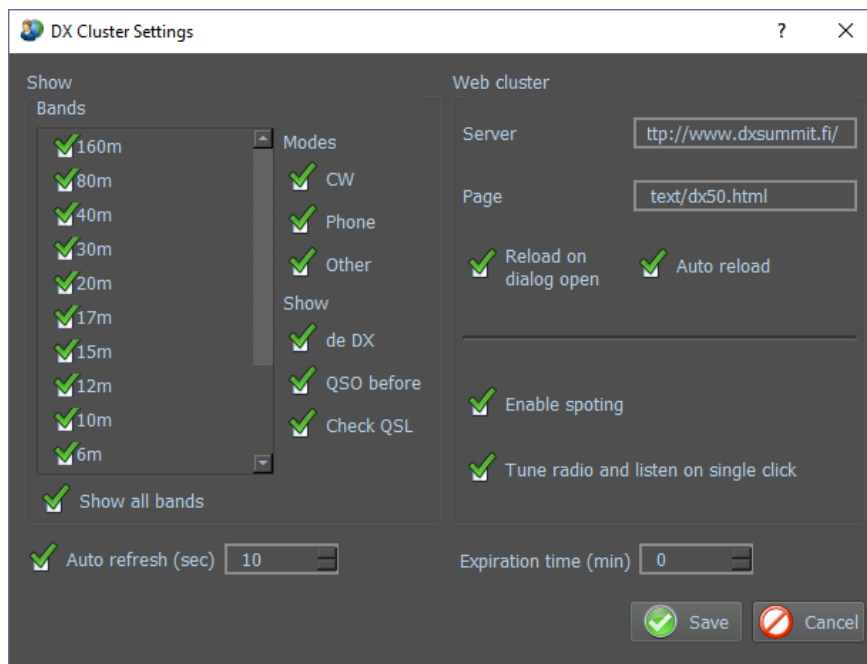 DX Cluster Settings
?
Show
Bands
160m
80m
40m
30m
20m
17m
15m
12m
10m
6m
Show all bands
Modes
CW
Phone
Other
Show
de DX
QSO before
Check QSL
Auto refresh (sec) 10
Web cluster
Server ttp://www.dxsummit.fi/
Page text/dx50.html
Reload on
dialog open
Auto reload
Enable spoting
Tune radio and listen on single click
Expiration time (min) 0
Save Cancel